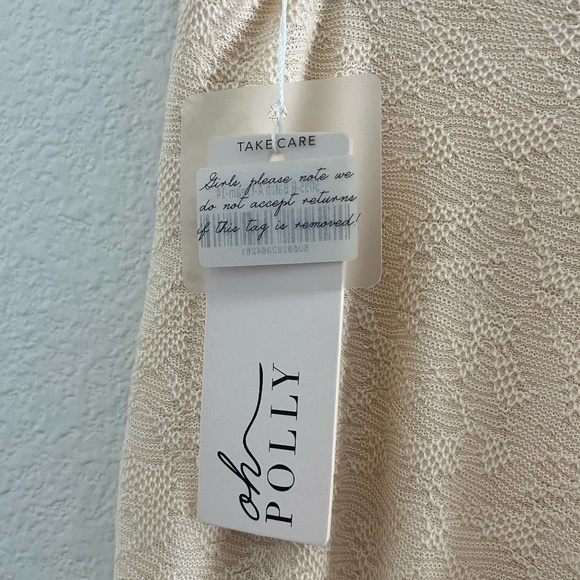 TAKE CARE
Girls, please note we
do not accept returns
if this tag is removed!
oh
POLLY